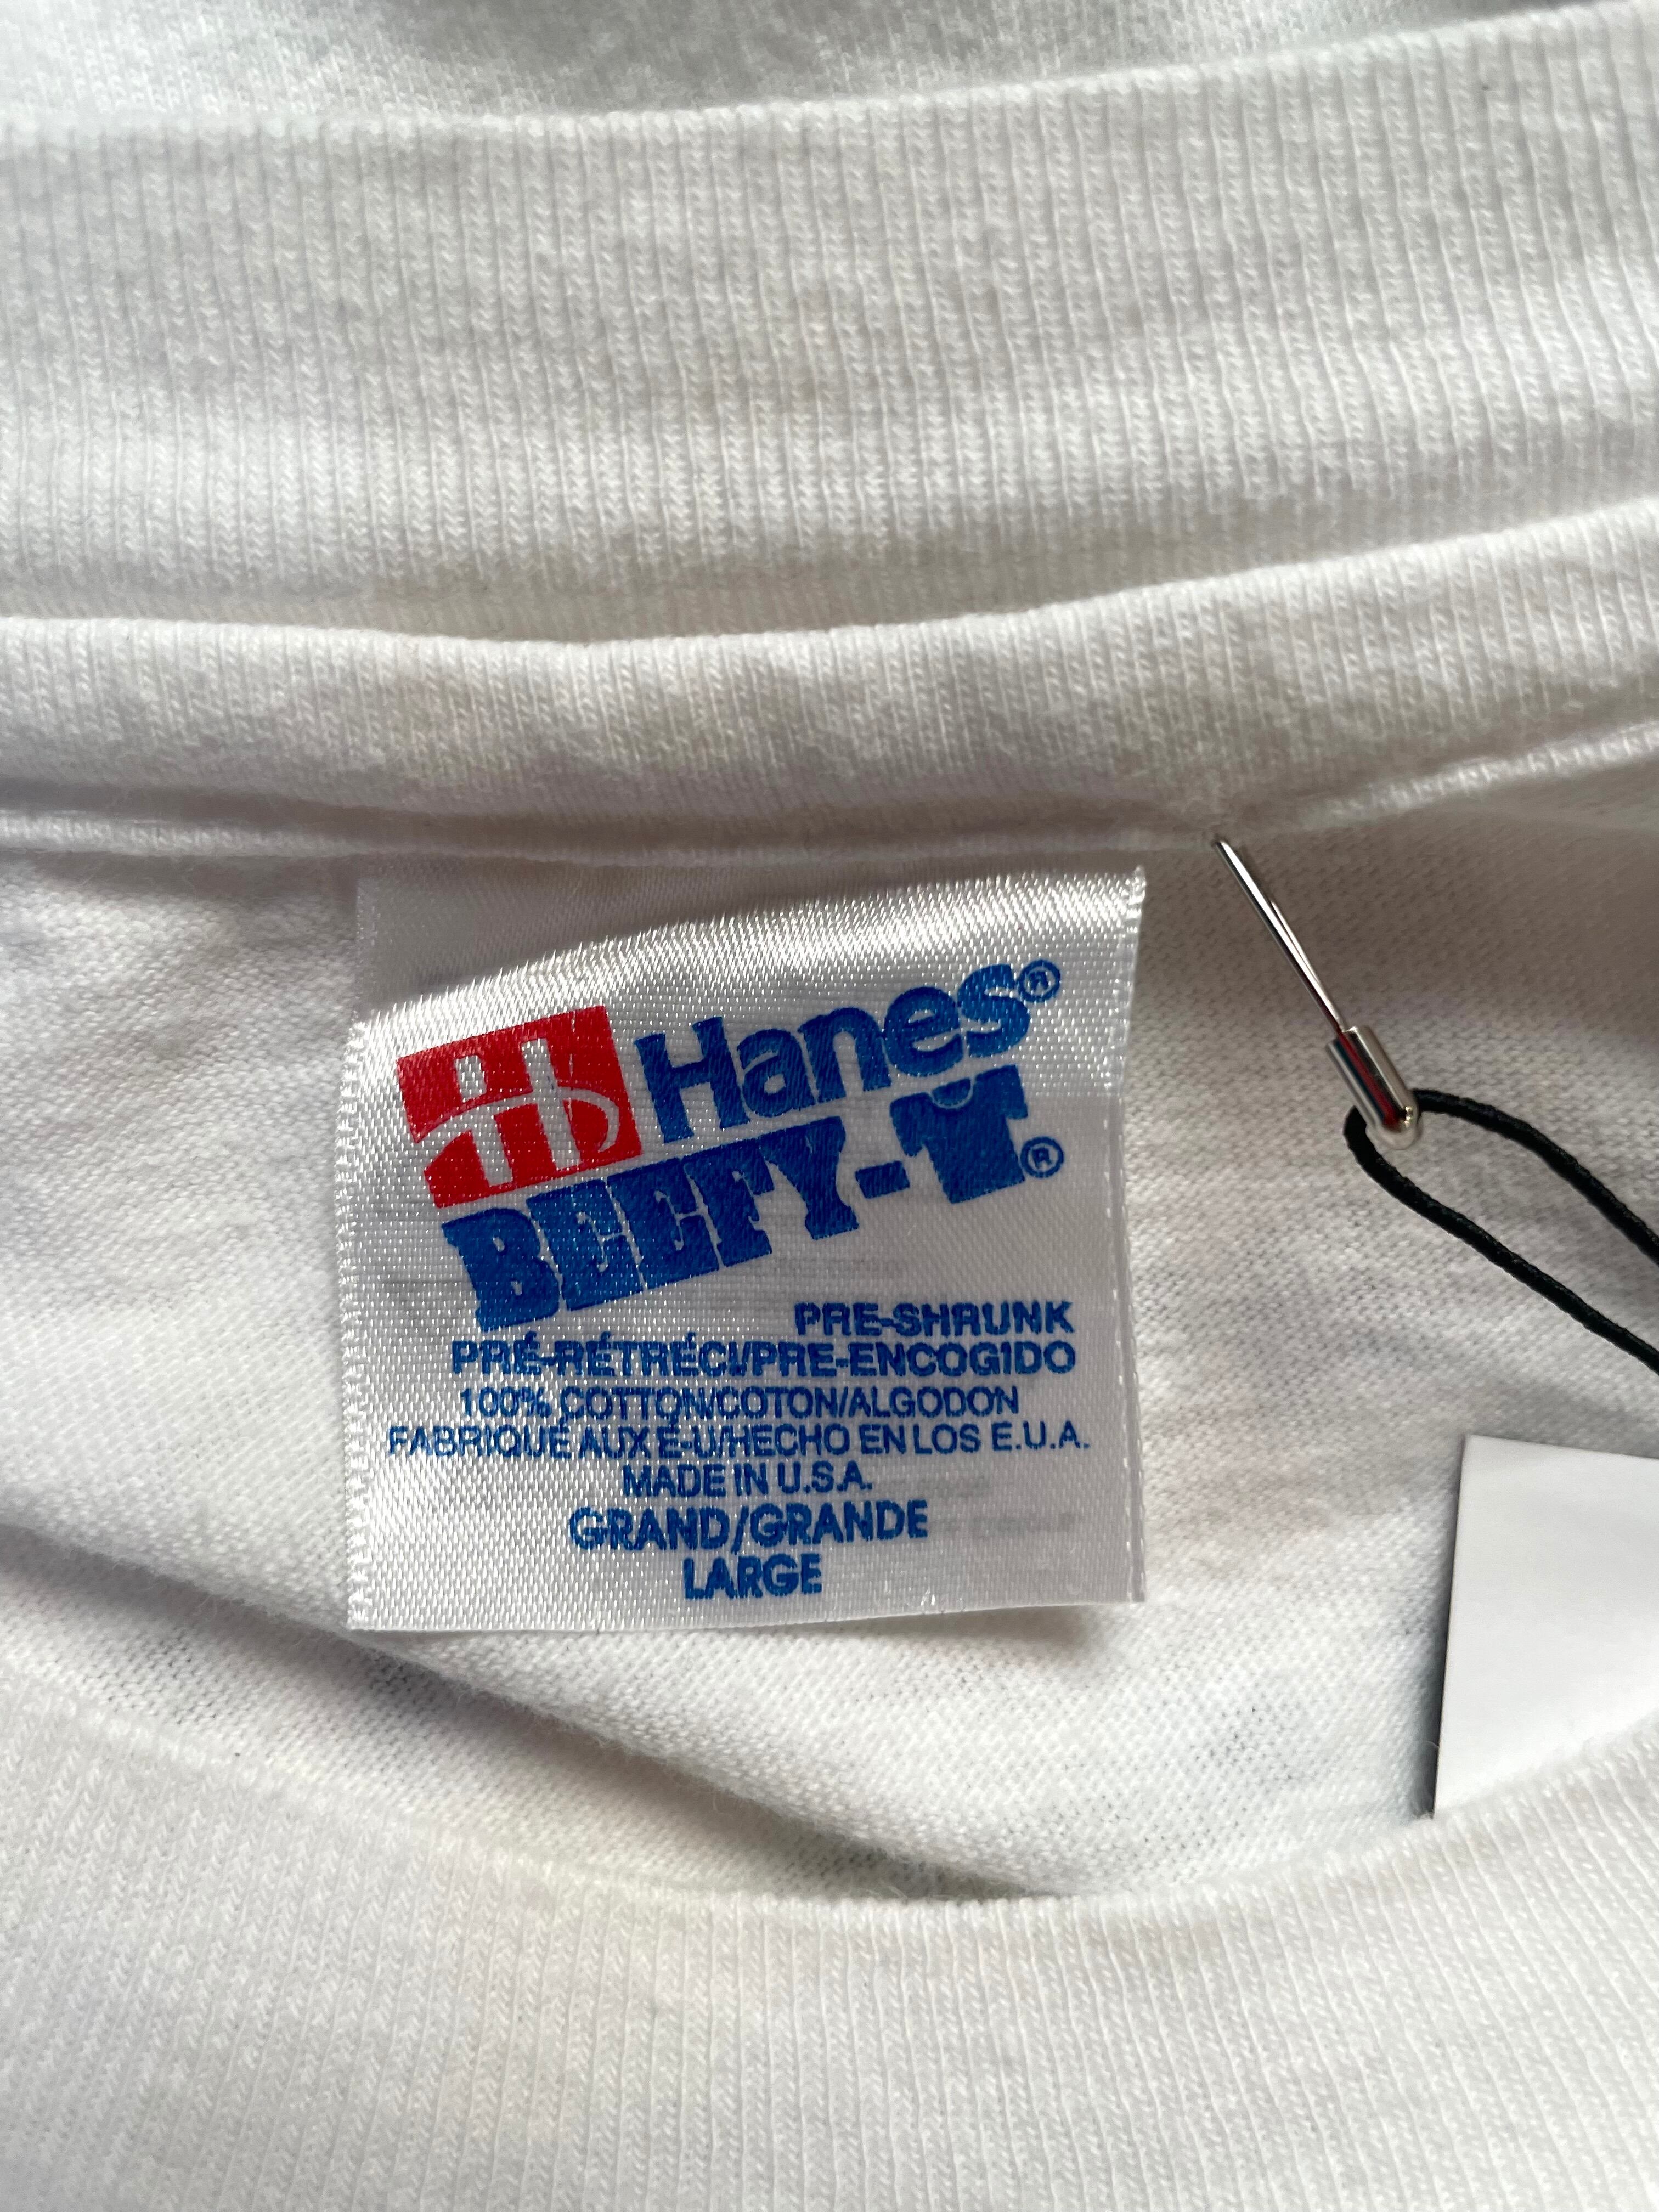 Hanes®
BEEFY-T®
PRE-SHRUNK
PRÉ-RÉTRÉCI/PRE-ENCOGIDO
100% COTTON/COTON/ALGODON
FABRIQUÉ AUX É-U/HECHO EN LOS E.U.A.
MADE IN U.S.A.
GRAND/GRANDE
LARGE